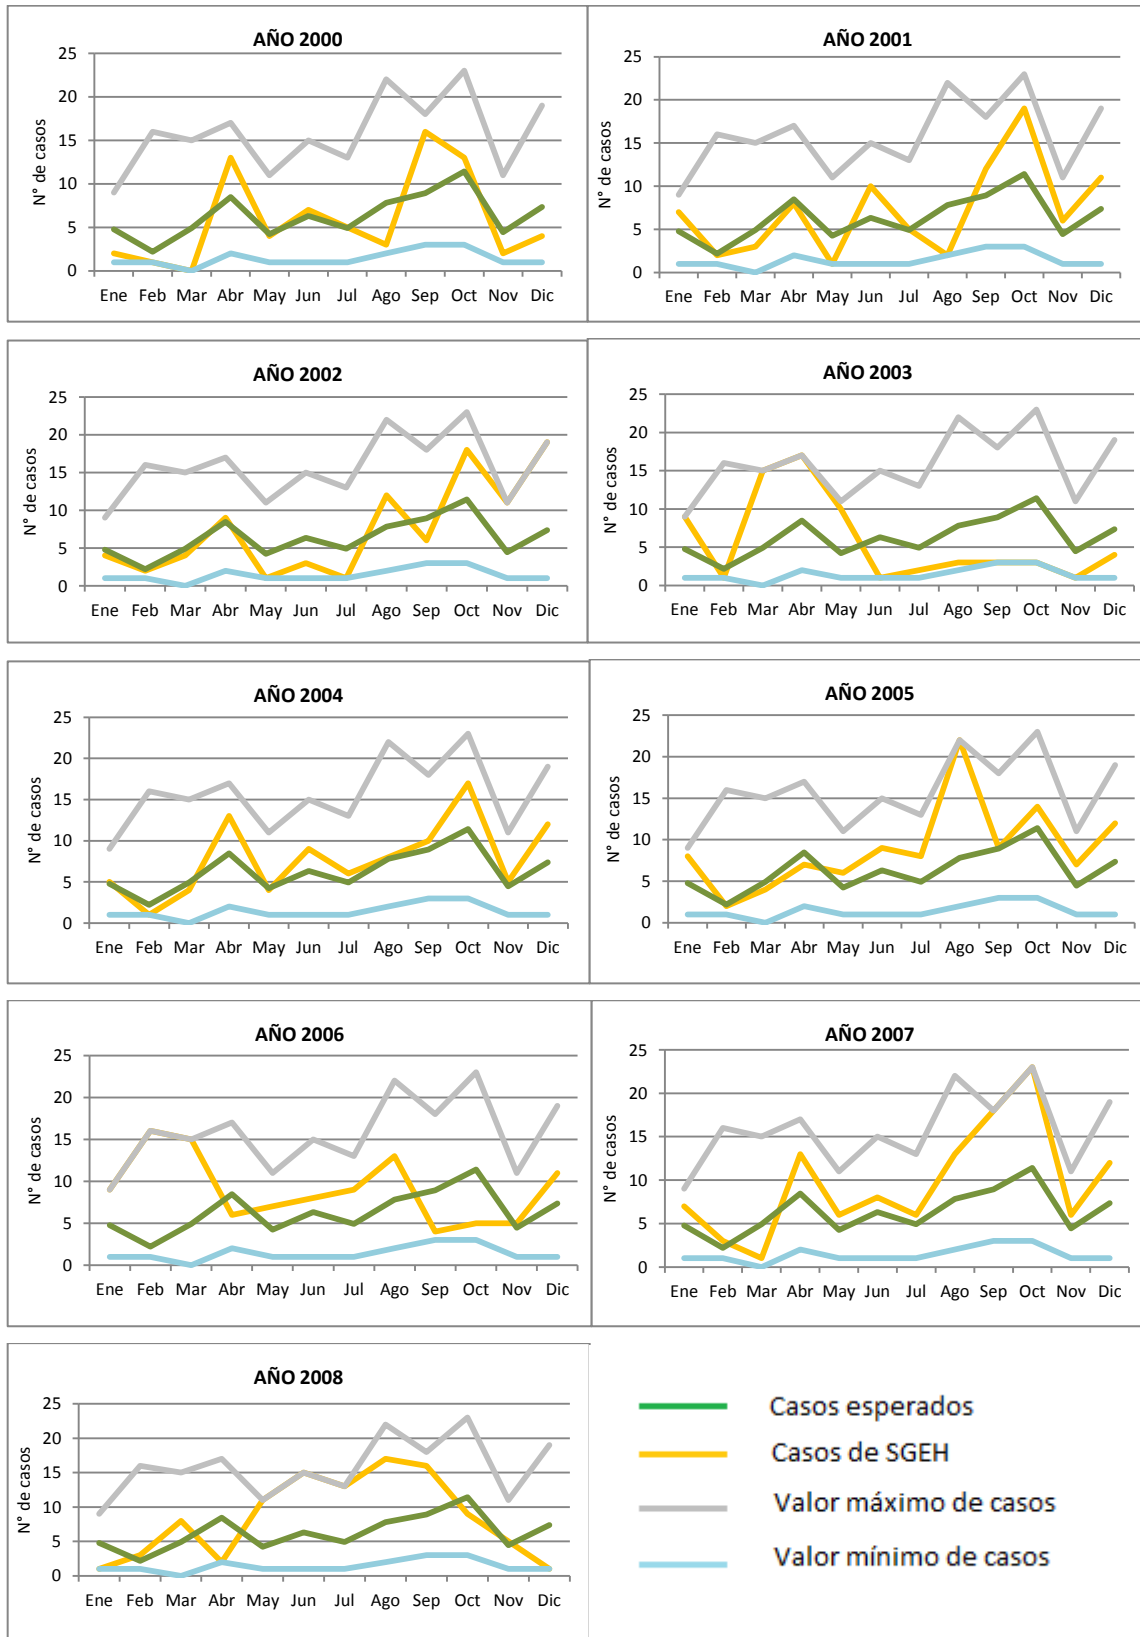 AÑO 2000
N° de casos
25
20
15
10
5
0
Ene Feb Mar Abr May Jun Jul Ago Sep Oct Nov Dic
AÑO 2001
N° de casos
25
20
15
10
5
0
Ene Feb Mar Abr May Jun Jul Ago Sep Oct Nov Dic
AÑO 2002
N° de casos
25
20
15
10
5
0
Ene Feb Mar Abr May Jun Jul Ago Sep Oct Nov Dic
AÑO 2003
N° de casos
25
20
15
10
5
0
Ene Feb Mar Abr May Jun Jul Ago Sep Oct Nov Dic
AÑO 2004
N° de casos
25
20
15
10
5
0
Ene Feb Mar Abr May Jun Jul Ago Sep Oct Nov Dic
AÑO 2005
N° de casos
25
20
15
10
5
0
Ene Feb Mar Abr May Jun Jul Ago Sep Oct Nov Dic
AÑO 2006
N° de casos
25
20
15
10
5
0
Ene Feb Mar Abr May Jun Jul Ago Sep Oct Nov Dic
AÑO 2007
N° de casos
25
20
15
10
5
0
Ene Feb Mar Abr May Jun Jul Ago Sep Oct Nov Dic
AÑO 2008
N° de casos
25
20
15
10
5
0
Ene Feb Mar Abr May Jun Jul Ago Sep Oct Nov Dic
Casos esperados
Casos de SGEH
Valor máximo de casos
Valor mínimo de casos